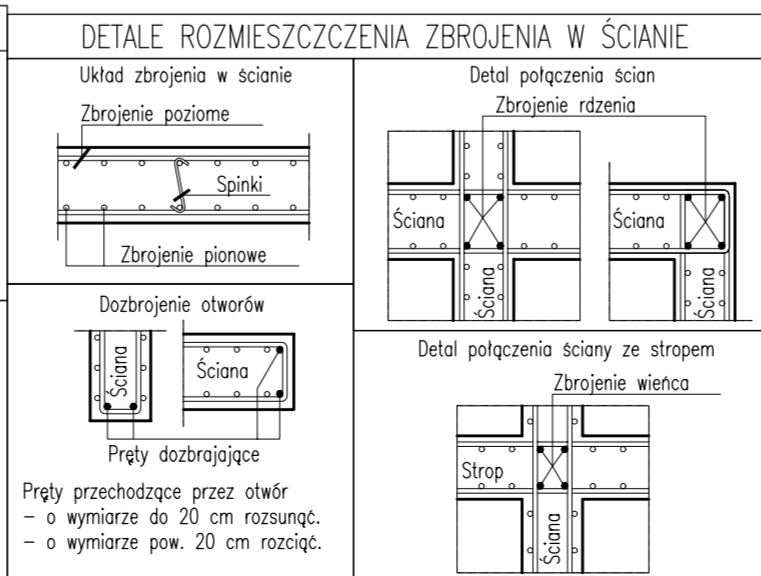 DETALE ROZMIESZCZCZENIA ZBROJENIA W ŚCIANIE
Układ zbrojenia w ścianie
Zbrojenie poziome
Spinki
Zbrojenie pionowe
Dozbrojenie otworów
Ściana
Ściana
Pręty dozbrajające
Pręty przechodzące przez otwór
– o wymiarze do 20 cm rozsunąć.
– o wymiarze pow. 20 cm rozciąć.
Detal połączenia ścian
Zbrojenie rdzenia
Ściana
Ściana
Ściana
Ściana
Detal połączenia ściany ze stropem
Zbrojenie wieńca
Strop
Ściana